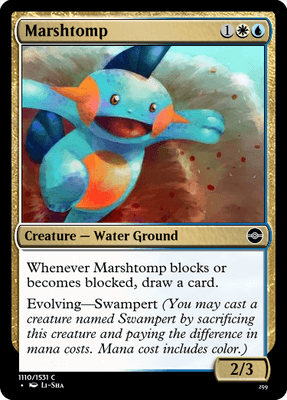 Marshtomp 1
Creature — Water Ground
Whenever Marshtomp blocks or
becomes blocked, draw a card.
Evolving—Swampert (You may cast a
creature named Swampert by sacrificing
this creature and paying the difference in
mana costs. Mana cost includes color.)
2/3
1110/1531 C
• Li-Sha
259